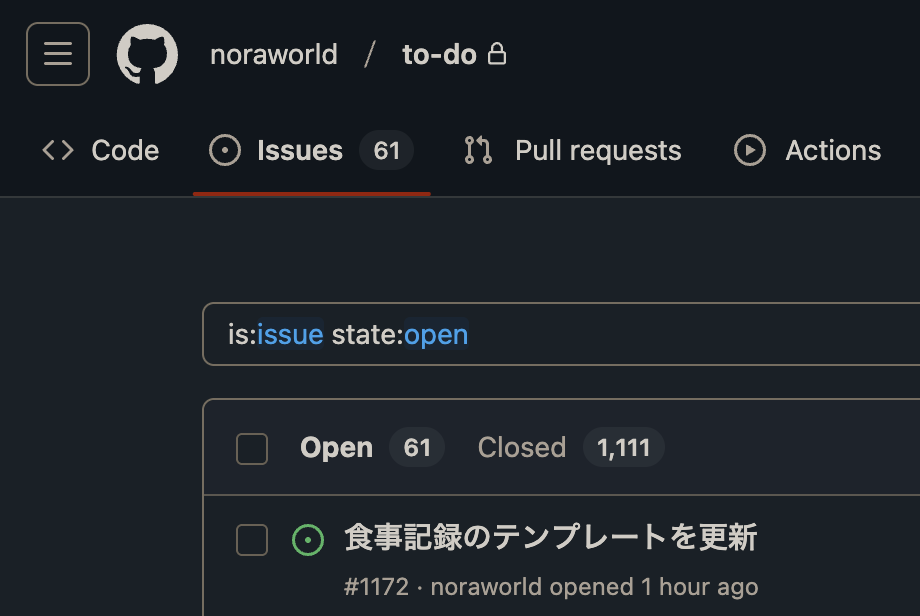 noraworld / to-do
Code Issues 61 Pull requests Actions
is:issue state:open
Open 61 Closed 1,111
食事記録のテンプレートを更新
#1172 · noraworld opened 1 hour ago